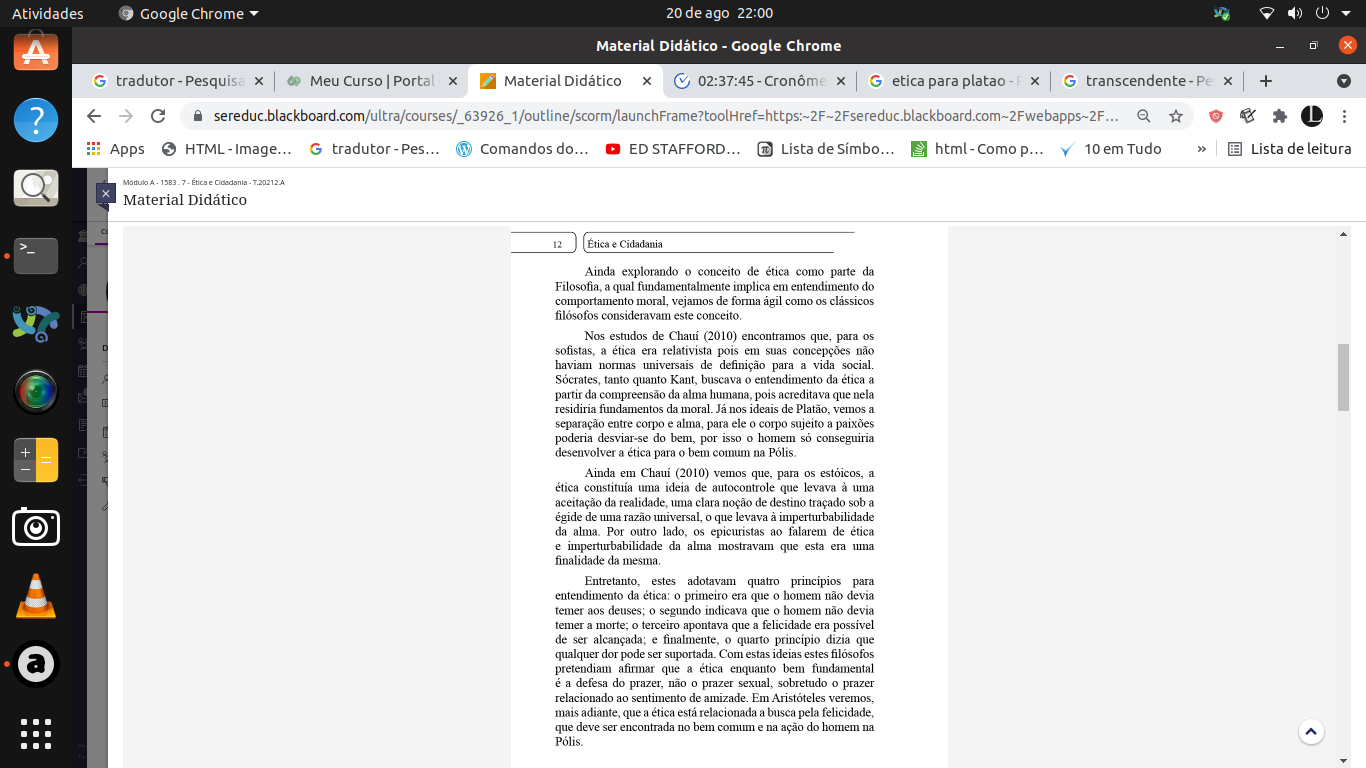 Atividades
Google Chrome
20 de ago 22:00
Material Didático - Google Chrome
tradutor - Pesquisa
Meu Curso | Portal
Material Didático
02:37:45 - Cronôme
etica para platao -
transcendente - Pe
sereduc.blackboard.com/ultra/courses/_63926_1/outline/scorm/launchFrame?toolHref=https:~2F~2Fsereduc.blackboard.com~2Fwebapps~2F...
Apps
HTML - Image...
tradutor - Pes...
Comandos do...
ED STAFFORD...
Lista de Símbo...
html - Como p...
10 em Tudo
»
Lista de leitura
Módulo A - 1583 . 7 - Ética e Cidadania - T.20212.A
Material Didático
12 Ética e Cidadania
Ainda explorando o conceito de ética como parte da
Filosofia, a qual fundamentalmente implica em entendimento do
comportamento moral, vejamos de forma ágil como os clássicos
filósofos consideravam este conceito.
Nos estudos de Chauí (2010) encontramos que, para os
sofistas, a ética era relativista pois em suas concepções não
haviam normas universais de definição para a vida social.
Sócrates, tanto quanto Kant, buscava o entendimento da ética a
partir da compreensão da alma humana, pois acreditava que nela
residiria fundamentos da moral. Já nos ideais de Platão, vemos a
separação entre corpo e alma, para ele o corpo sujeito a paixões
poderia desviar-se do bem, por isso o homem só conseguiria
desenvolver a ética para o bem comum na Pólis.
Ainda em Chauí (2010) vemos que, para os estóicos, a
ética constituía uma ideia de autocontrole que levava à uma
aceitação da realidade, uma clara noção de destino traçado sob a
égide de uma razão universal, o que levava à imperturbabilidade
da alma. Por outro lado, os epicuristas ao falarem de ética
e imperturbabilidade da alma mostravam que esta era uma
finalidade da mesma.
Entretanto, estes adotavam quatro princípios para
entendimento da ética: o primeiro era que o homem não devia
temer aos deuses; o segundo indicava que o homem não devia
temer a morte; o terceiro apontava que a felicidade era possível
de ser alcançada; e finalmente, o quarto princípio dizia que
qualquer dor pode ser suportada. Com estas ideias estes filósofos
pretendiam afirmar que a ética enquanto bem fundamental
é a defesa do prazer, não o prazer sexual, sobretudo o prazer
relacionado ao sentimento de amizade. Em Aristóteles veremos,
mais adiante, que a ética está relacionada a busca pela felicidade,
que deve ser encontrada no bem comum e na ação do homem na
Pólis.